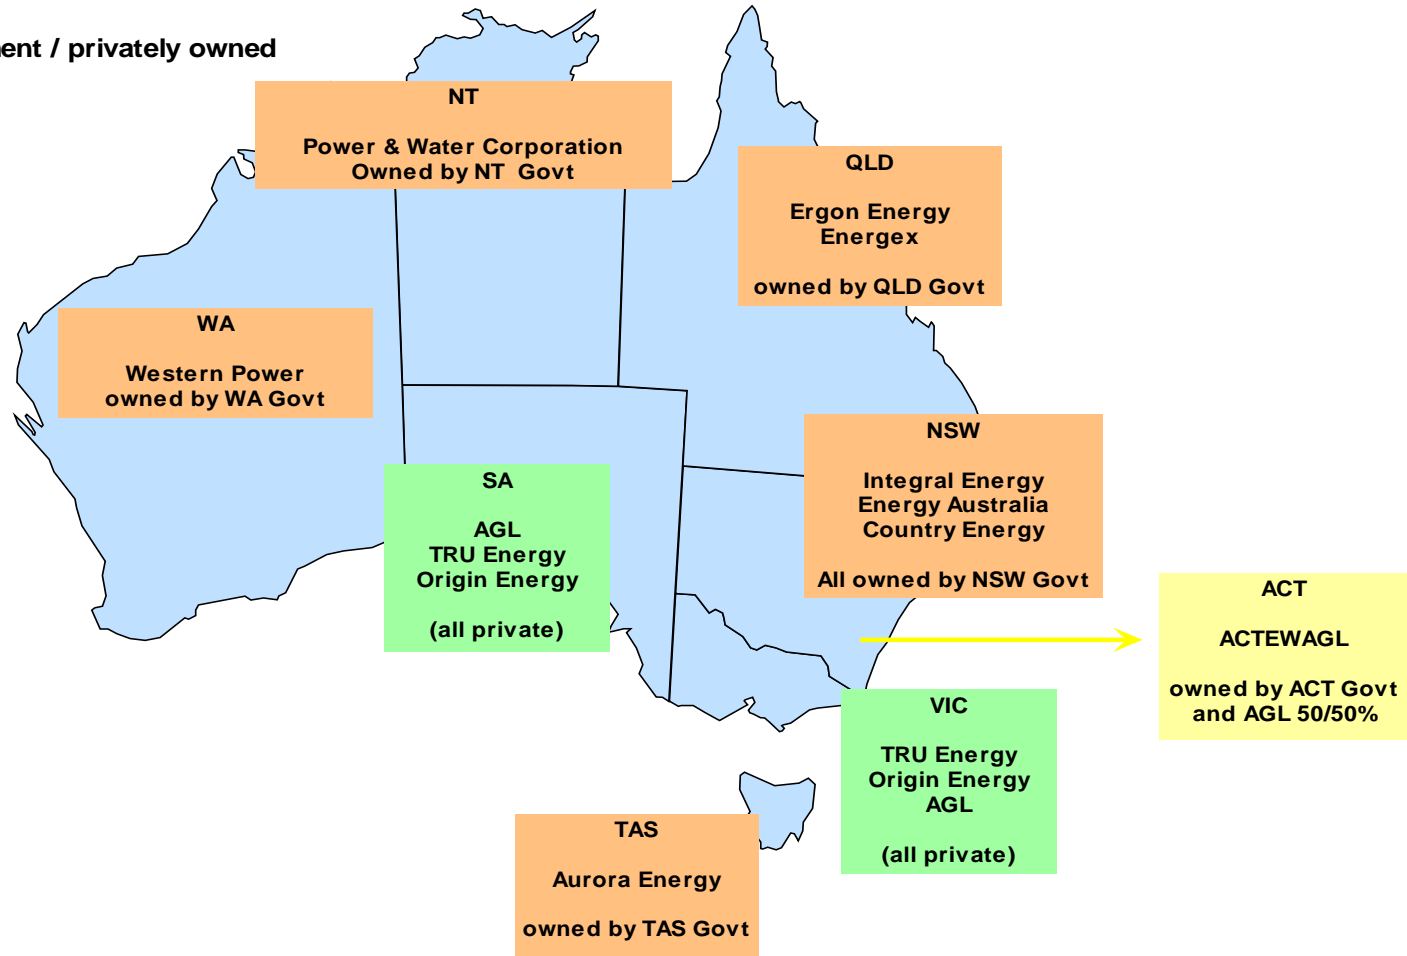 / privately owned
NT
Power & Water Corporation
Owned by NT Govt
QLD
Ergon Energy
Energex
owned by QLD Govt
WA
Western Power
owned by WA Govt
NSW
Integral Energy
Energy Australia
Country Energy
All owned by NSW Govt
SA
AGL
TRU Energy
Origin Energy
(all private)
ACT
ACTEWAGL
owned by ACT Govt
and AGL 50/50%
VIC
TRU Energy
Origin Energy
AGL
(all private)
TAS
Aurora Energy
owned by TAS Govt